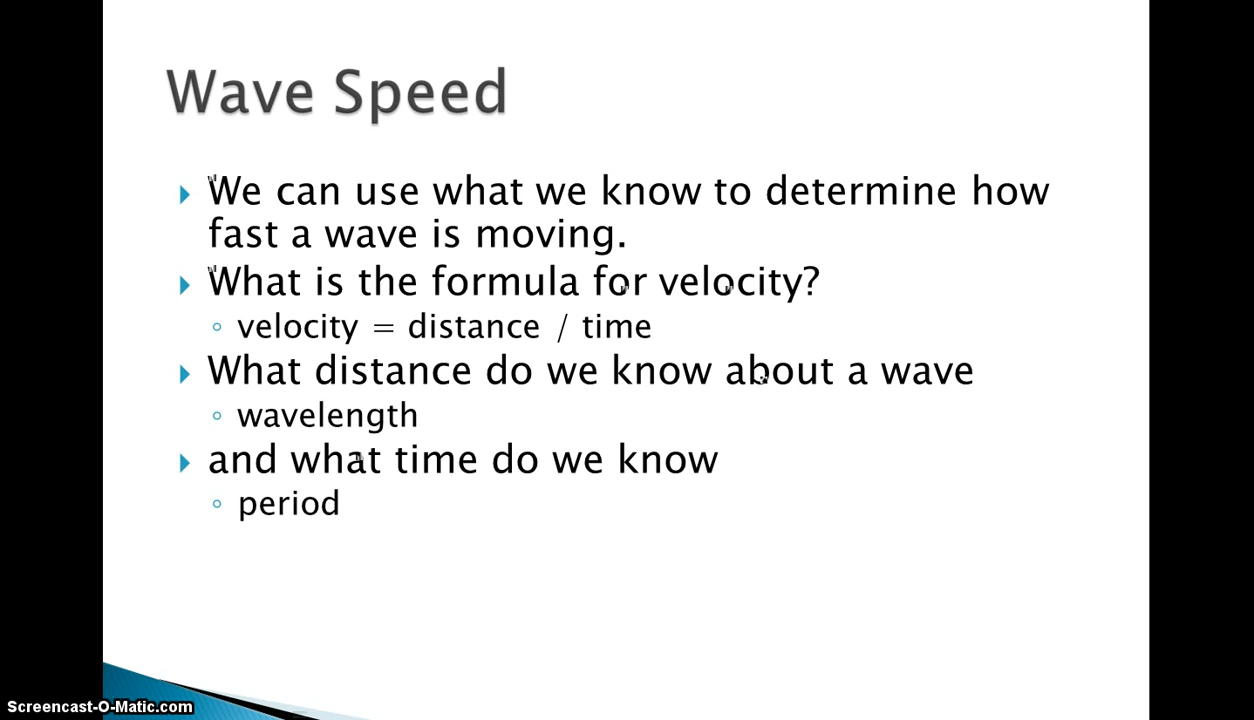 Wave Speed
We can use what we know to determine how
fast a wave is moving.
What is the formula for velocity?
velocity = distance / time
What distance do we know about a wave
wavelength
and what time do we know
period
Screencast-O-Matic.com